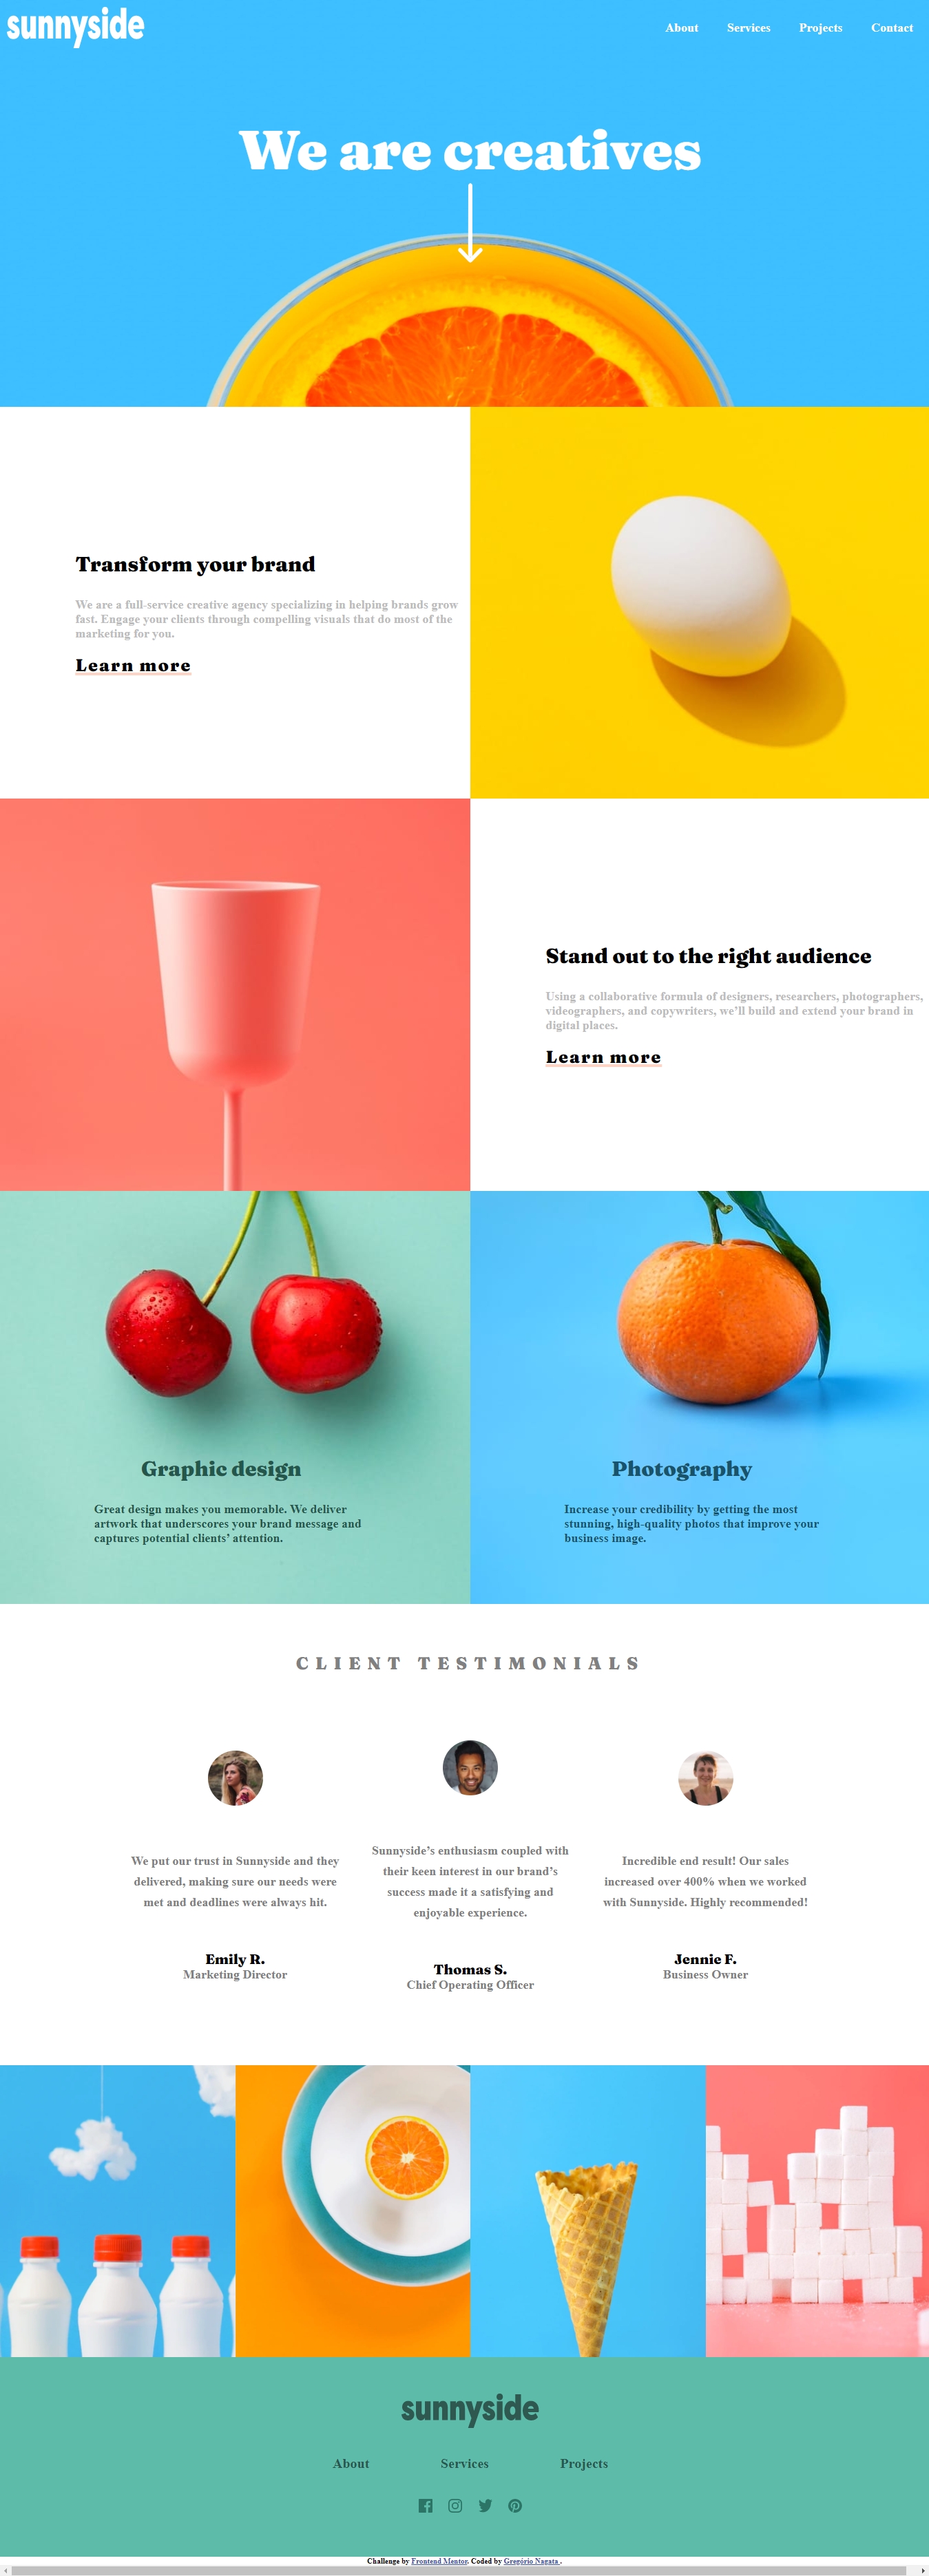 sunnyside
About Services Projects Contact
We are creatives
Transform your brand
We are a full-service creative agency specializing in helping brands grow
fast. Engage your clients through compelling visuals that do most of the
marketing for you.
Learn more
Stand out to the right audience
Using a collaborative formula of designers, researchers, photographers,
videographers, and copywriters, we’ll build and extend your brand in
digital places.
Learn more
Graphic design
Great design makes you memorable. We deliver
artwork that underscores your brand message and
captures potential clients’ attention.
Photography
Increase your credibility by getting the most
stunning, high-quality photos that improve your
business image.
CLIENT TESTIMONIALS
We put our trust in Sunnyside and they
delivered, making sure our needs were
met and deadlines were always hit.
Emily R.
Marketing Director
Sunnyside’s enthusiasm coupled with
their keen interest in our brand’s
success made it a satisfying and
enjoyable experience.
Thomas S.
Chief Operating Officer
Incredible end result! Our sales
increased over 400% when we worked
with Sunnyside. Highly recommended!
Jennie F.
Business Owner
sunnyside
About Services Projects
Challenge by Frontend Mentor. Coded by Gregório Nagata .